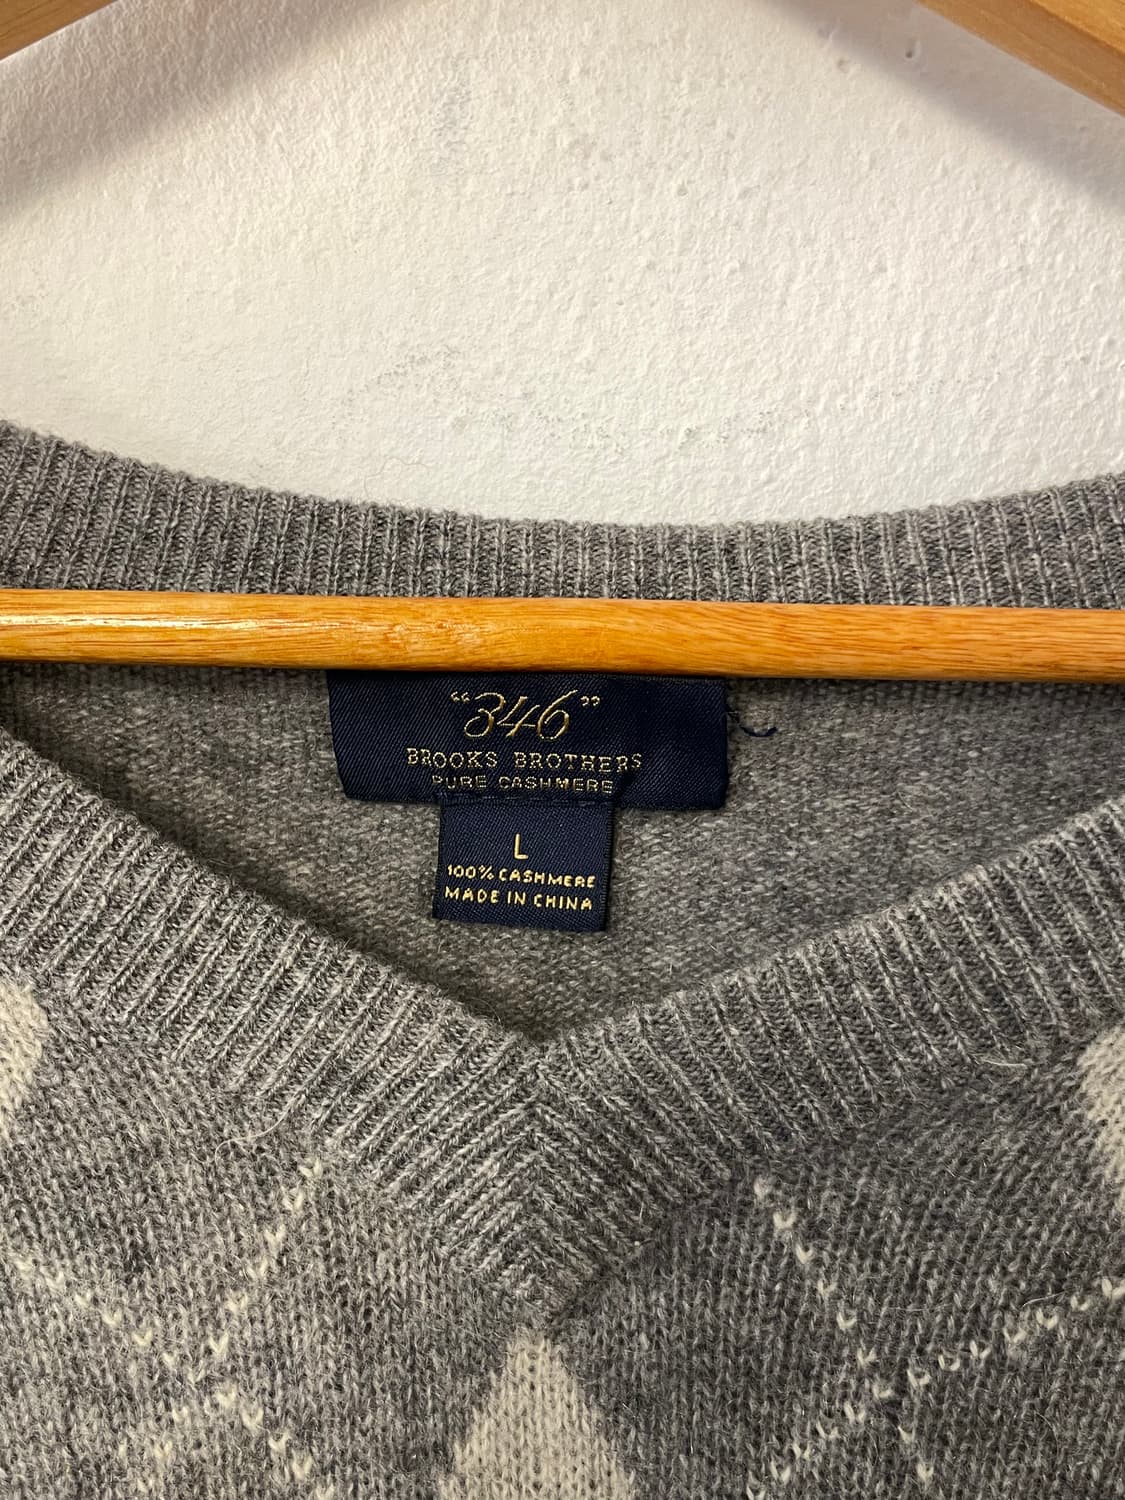 “346”
BROOKS BROTHERS
PURE CASHMERE
L
100% CASHMERE
MADE IN CHINA